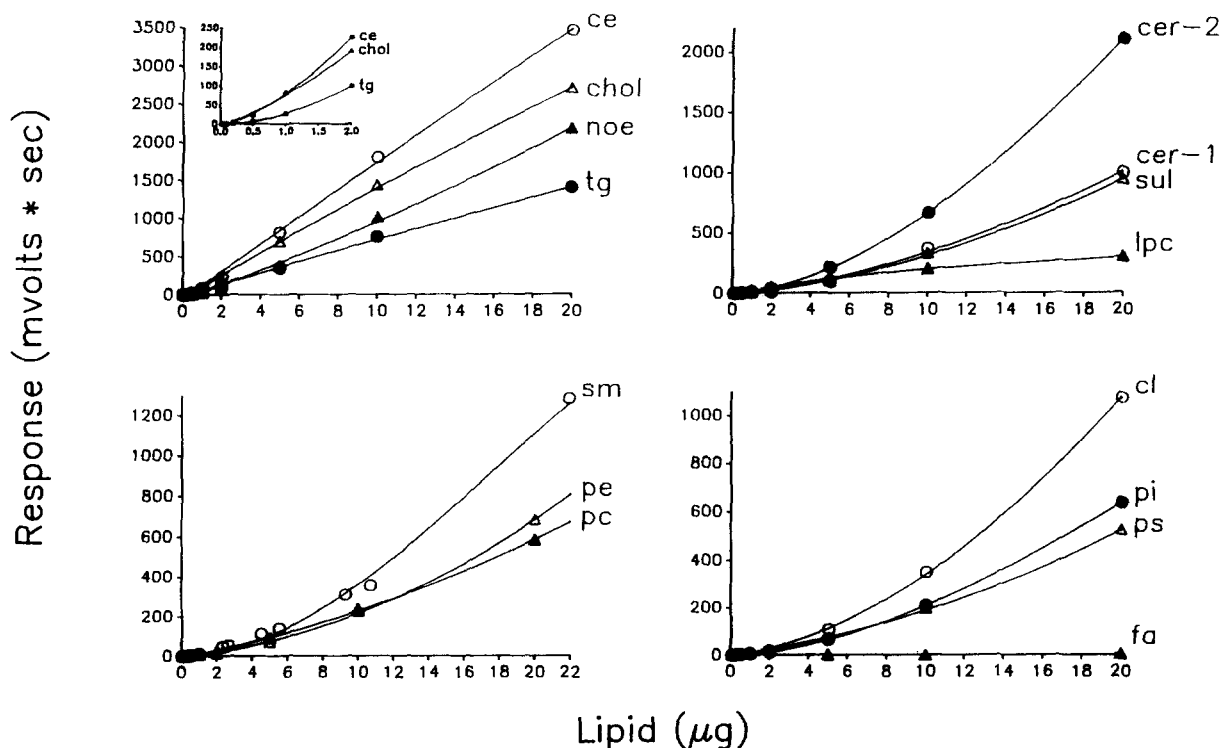 Response (mvolts * sec)
3500
3000
2500
2000
1500
1000
500
0
0 2 4 6 8 10 12 14 16 18 20
ce
chol
noe
tg
250
200
150
100
50
0
0.0 0.5 1.0 1.5 2.0
ce
chol
tg
2000
1500
1000
500
0
0 2 4 6 8 10 12 14 16 18 20
cer-2
cer-1
sul
lpc
1200
1000
800
600
400
200
0
0 2 4 6 8 10 12 14 16 18 20 22
sm
pe
pc
1000
800
600
400
200
0
0 2 4 6 8 10 12 14 16 18 20
cl
pi
ps
fa
Lipid (μg)